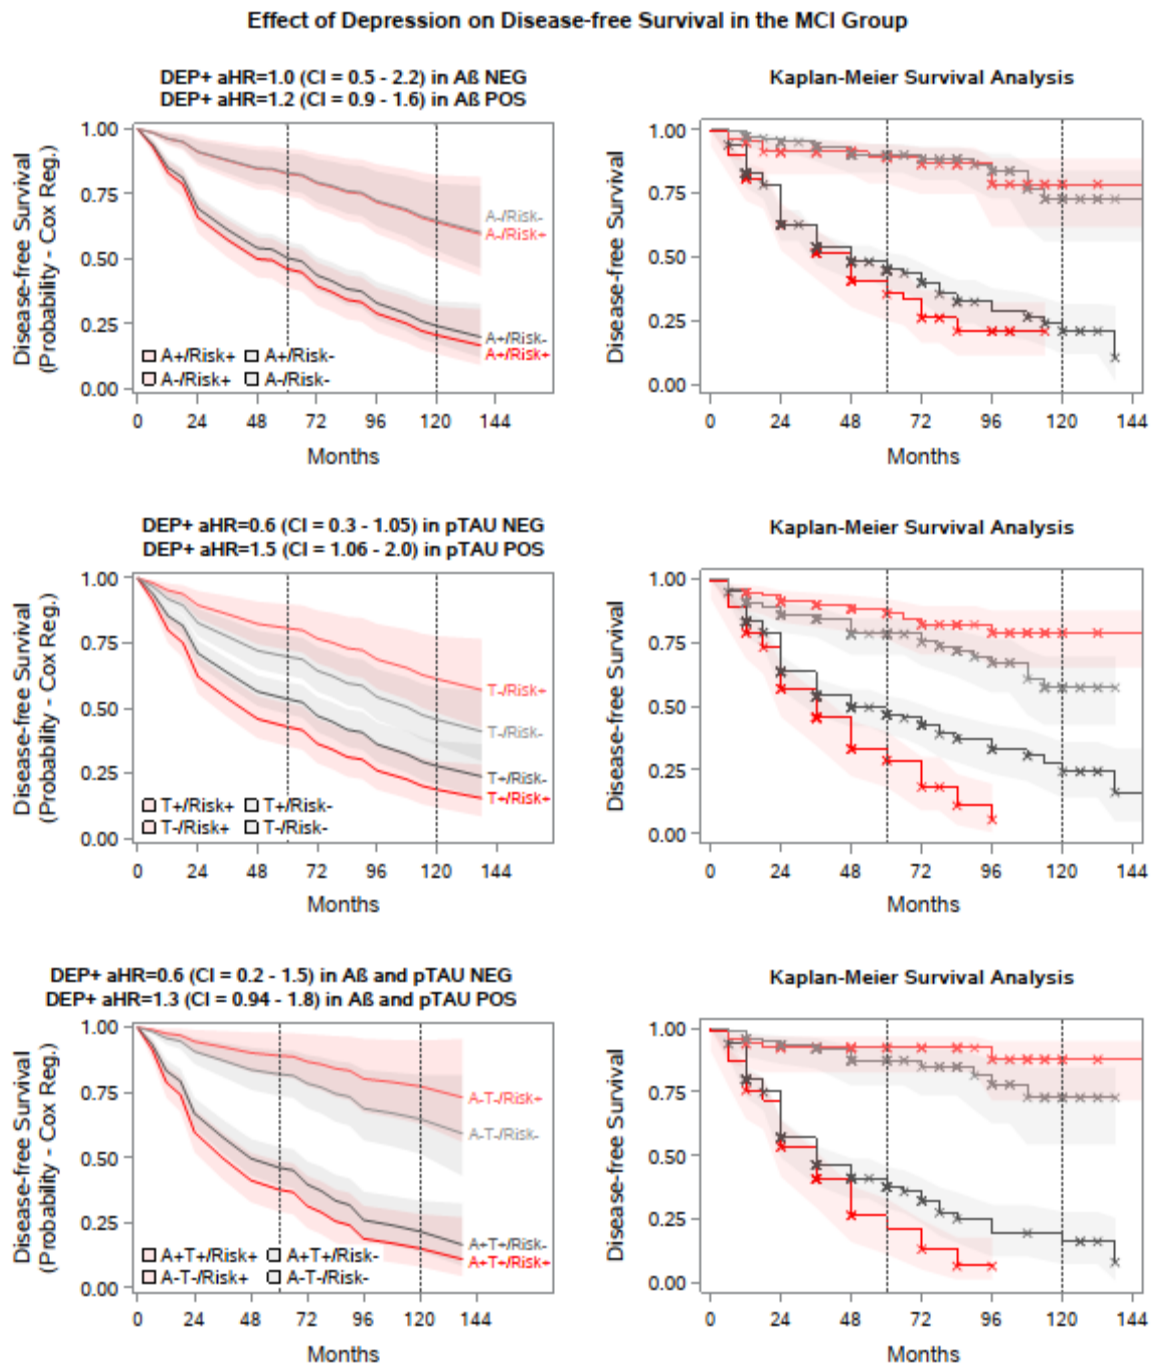 Effect of Depression on Disease-free Survival in the MCI Group
DEP+ aHR=1.0 (CI = 0.5 - 2.2) in Aß NEG
DEP+ aHR=1.2 (CI = 0.9 - 1.6) in Aß POS
Disease-free Survival
(Probability - Cox Reg.)
1.00
0.75
0.50
0.25
0.00
A-/Risk-
A-/Risk+
A+/Risk-
A+/Risk+
A+/Risk+ A+/Risk-
A-/Risk+ A-/Risk-
0 24 48 72 96 120 144
Months
Kaplan-Meier Survival Analysis
Disease-free Survival
1.00
0.75
0.50
0.25
0.00
0 24 48 72 96 120 144
Months
DEP+ aHR=0.6 (CI = 0.3 - 1.05) in pTAU NEG
DEP+ aHR=1.5 (CI = 1.06 - 2.0) in pTAU POS
Disease-free Survival
(Probability - Cox Reg.)
1.00
0.75
0.50
0.25
0.00
T-/Risk+
T-/Risk-
T+/Risk-
T+/Risk+
T+/Risk+ T+/Risk-
T-/Risk+ T-/Risk-
0 24 48 72 96 120 144
Months
Kaplan-Meier Survival Analysis
Disease-free Survival
1.00
0.75
0.50
0.25
0.00
0 24 48 72 96 120 144
Months
DEP+ aHR=0.6 (CI = 0.2 - 1.5) in Aß and pTAU NEG
DEP+ aHR=1.3 (CI = 0.94 - 1.8) in Aß and pTAU POS
Disease-free Survival
(Probability - Cox Reg.)
1.00
0.75
0.50
0.25
0.00
A-T-/Risk+
A-T-/Risk-
A+T+/Risk-
A+T+/Risk+
A+T+/Risk+ A+T+/Risk-
A-T-/Risk+ A-T-/Risk-
0 24 48 72 96 120 144
Months
Kaplan-Meier Survival Analysis
Disease-free Survival
1.00
0.75
0.50
0.25
0.00
0 24 48 72 96 120 144
Months